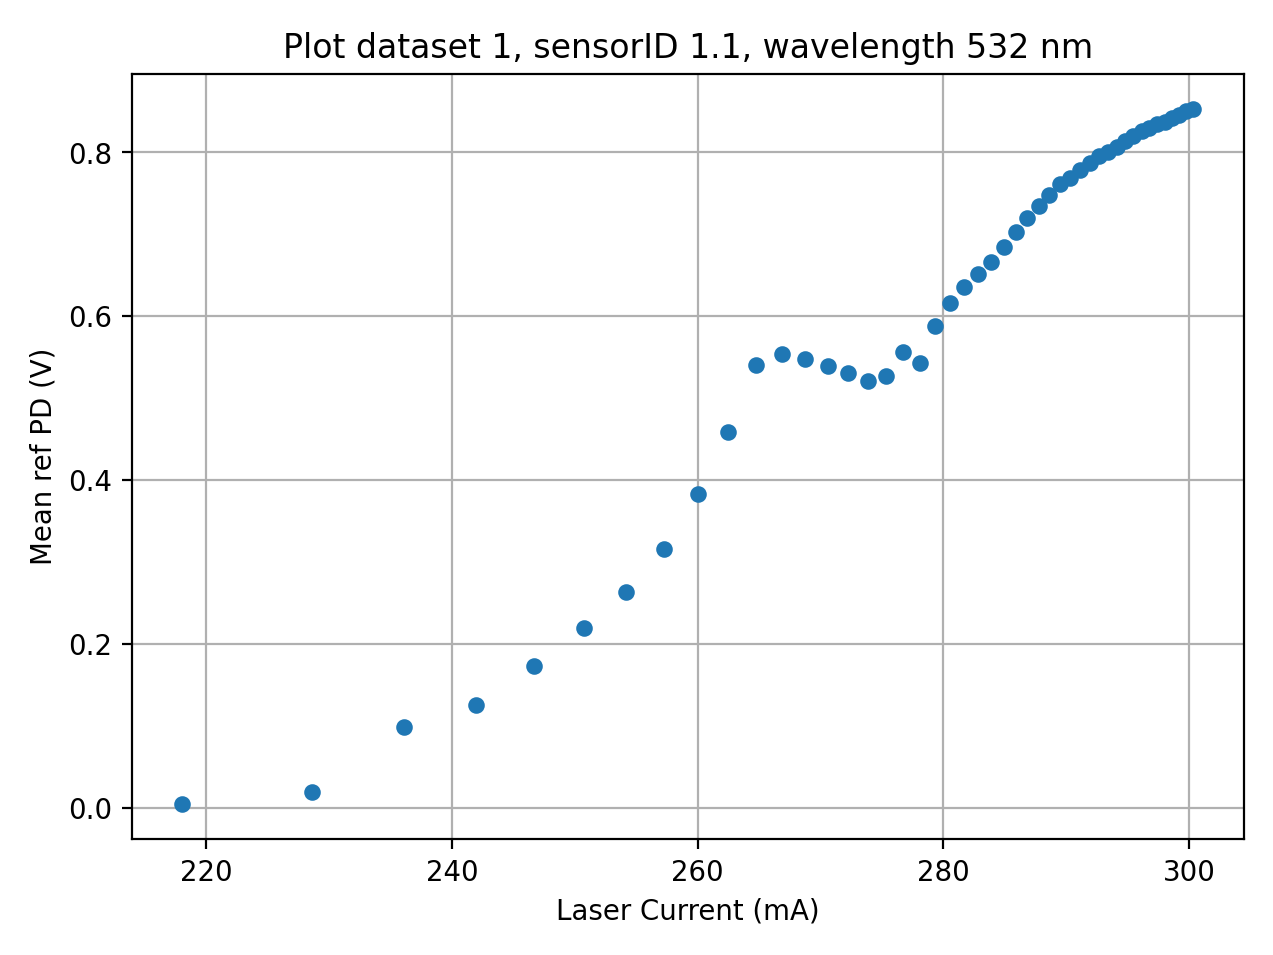 Plot dataset 1, sensorID 1.1, wavelength 532 nm
Mean ref PD (V)
0.8
0.6
0.4
0.2
0.0
220 240 260 280 300
Laser Current (mA)